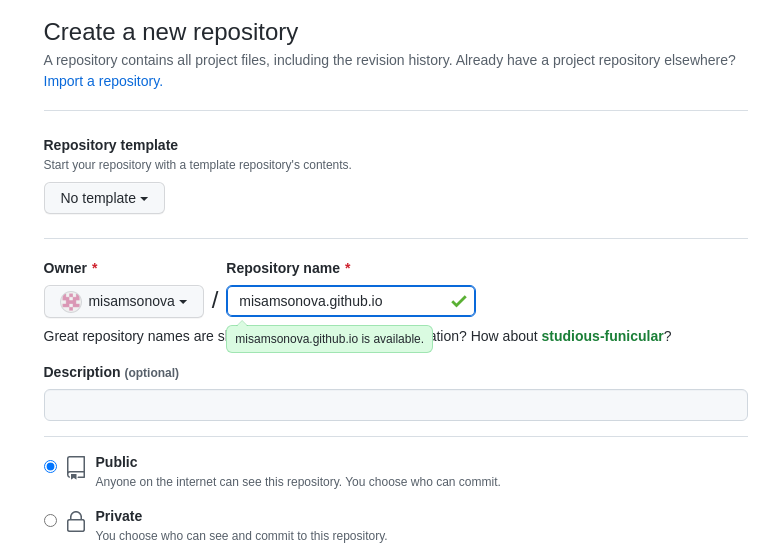 Create a new repository
A repository contains all project files, including the revision history. Already have a project repository elsewhere?
Import a repository.
Repository template
Start your repository with a template repository's contents.
No template
Owner * Repository name *
misamsonova / misamsonova.github.io
Great repository names are s ation? How about studious-funicular?
misamsonova.github.io is available.
Description (optional)
Public
Anyone on the internet can see this repository. You choose who can commit.
Private
You choose who can see and commit to this repository.